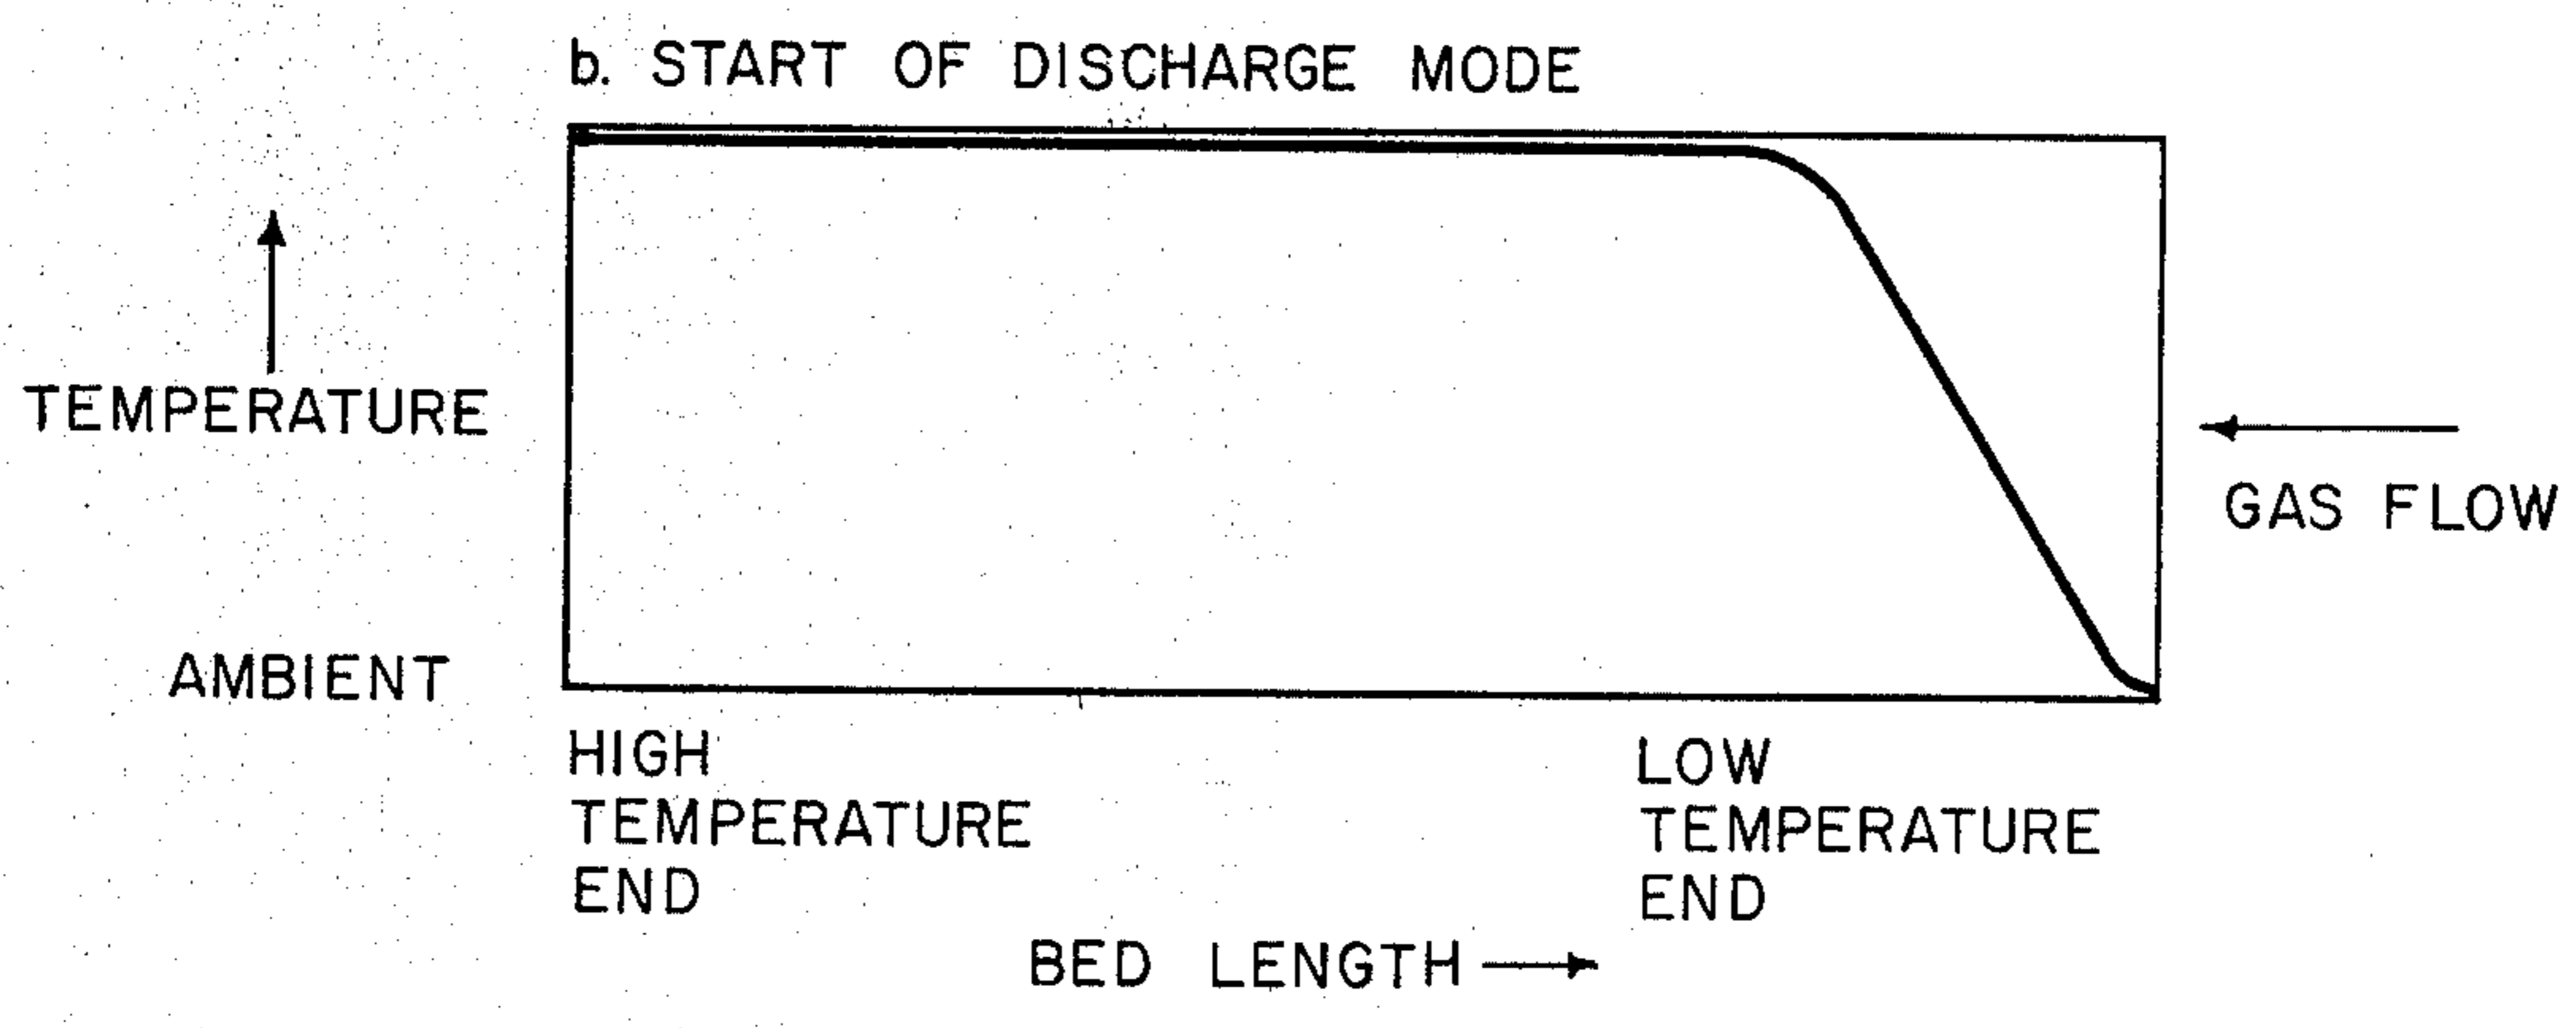 b. START OF DISCHARGE MODE
TEMPERATURE
GAS FLOW
AMBIENT
HIGH
TEMPERATURE
END
LOW
TEMPERATURE
END
BED LENGTH